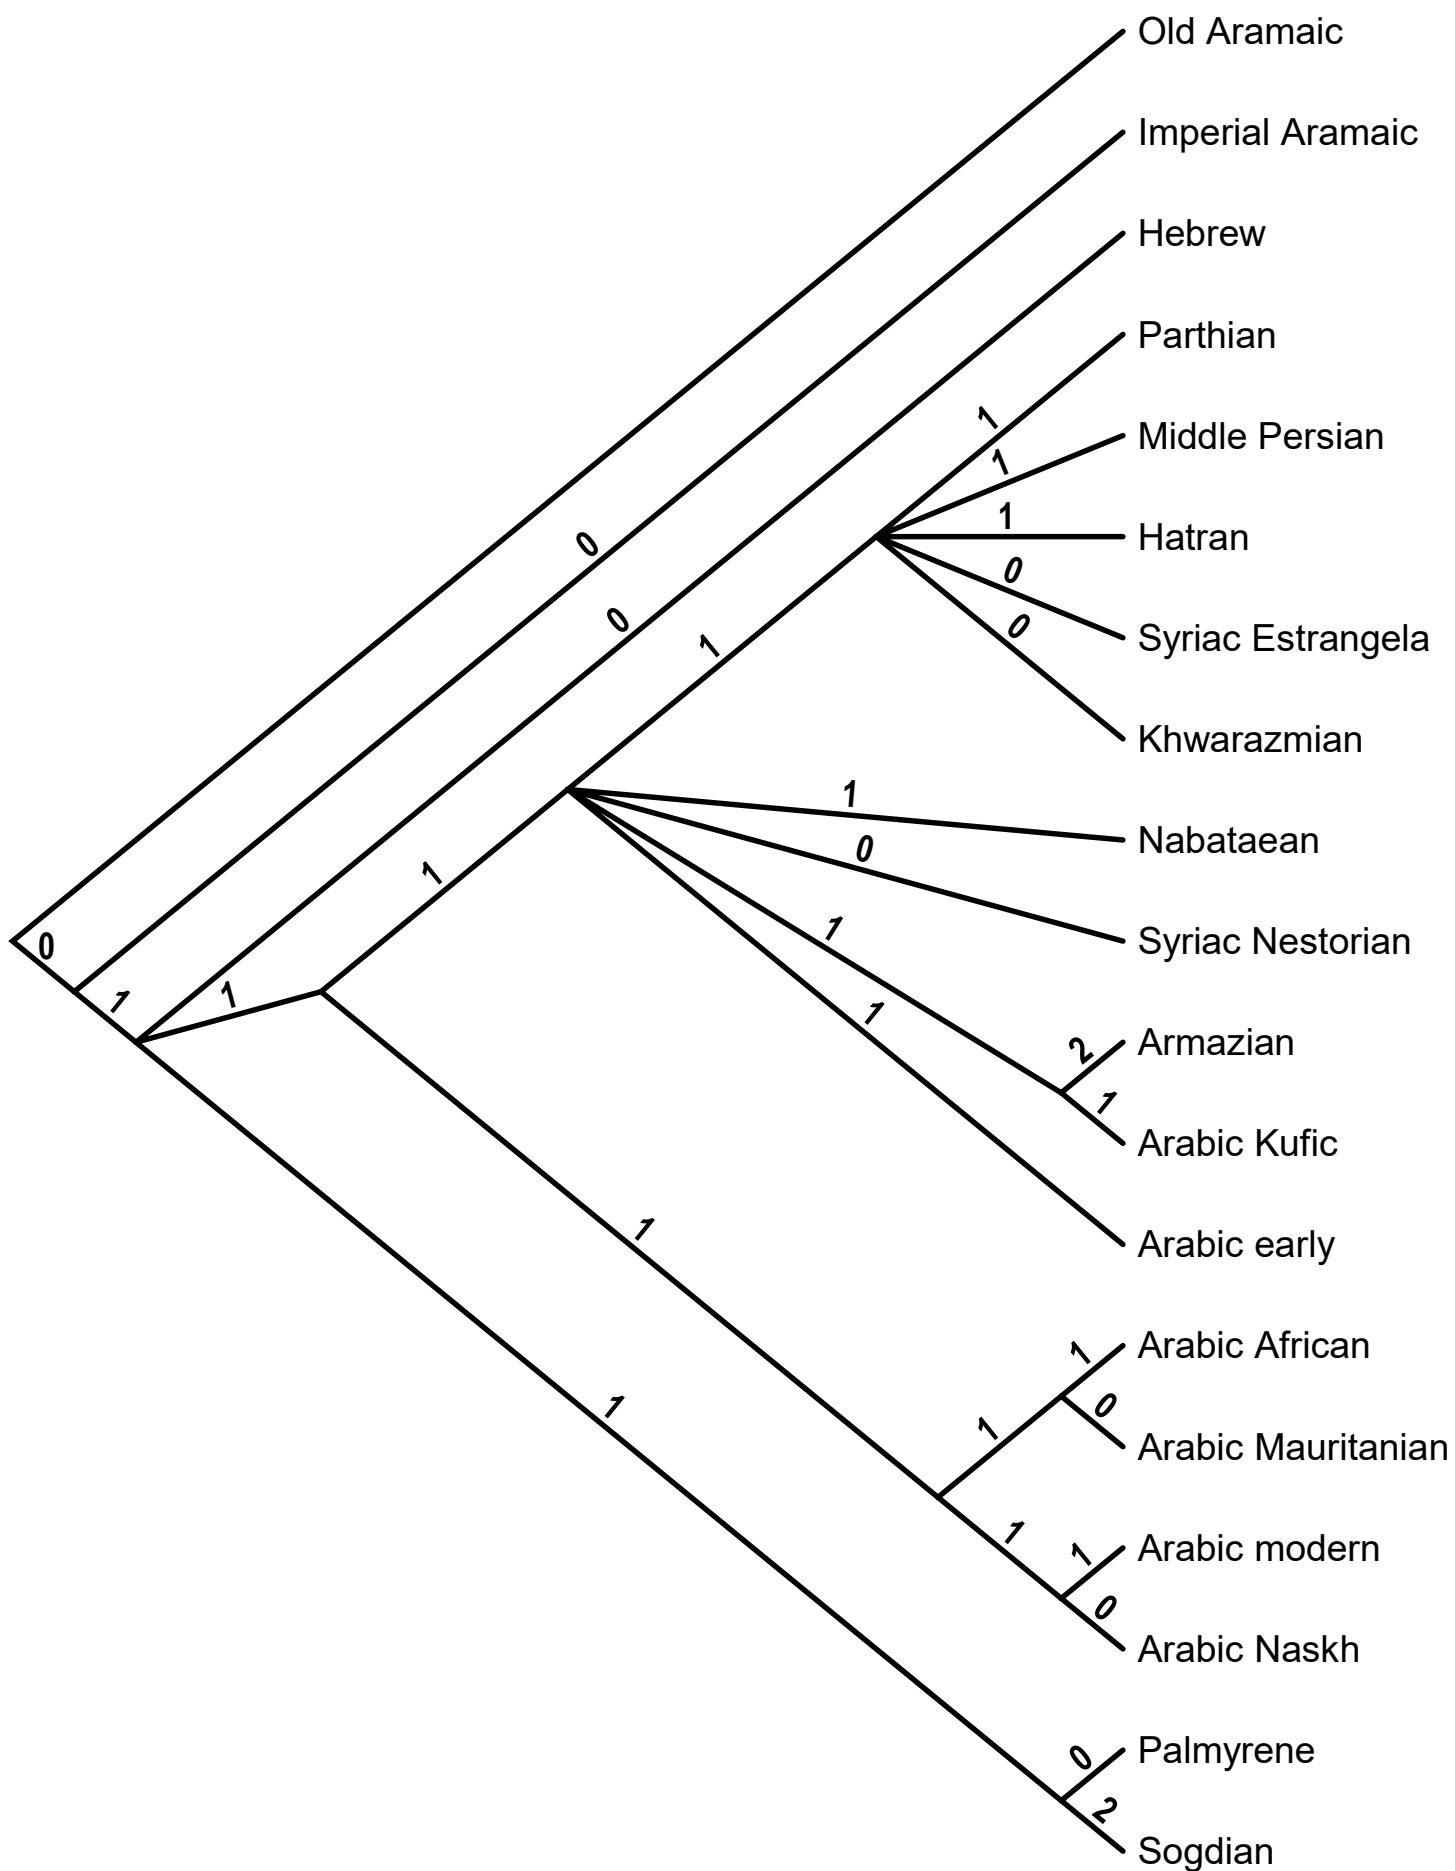 Old Aramaic
Imperial Aramaic
Hebrew
Parthian
1
Middle Persian
1
1
Hatran
0
0
Syriac Estrangela
0
0
1
Khwarazmian
1
Nabataean
0
1
1
Syriac Nestorian
0
1
1
1
2
Armazian
1
Arabic Kufic
1
Arabic early
1
Arabic African
1
0
1
1
Arabic Mauritanian
1
1
Arabic modern
0
Arabic Naskh
0
Palmyrene
2
Sogdian